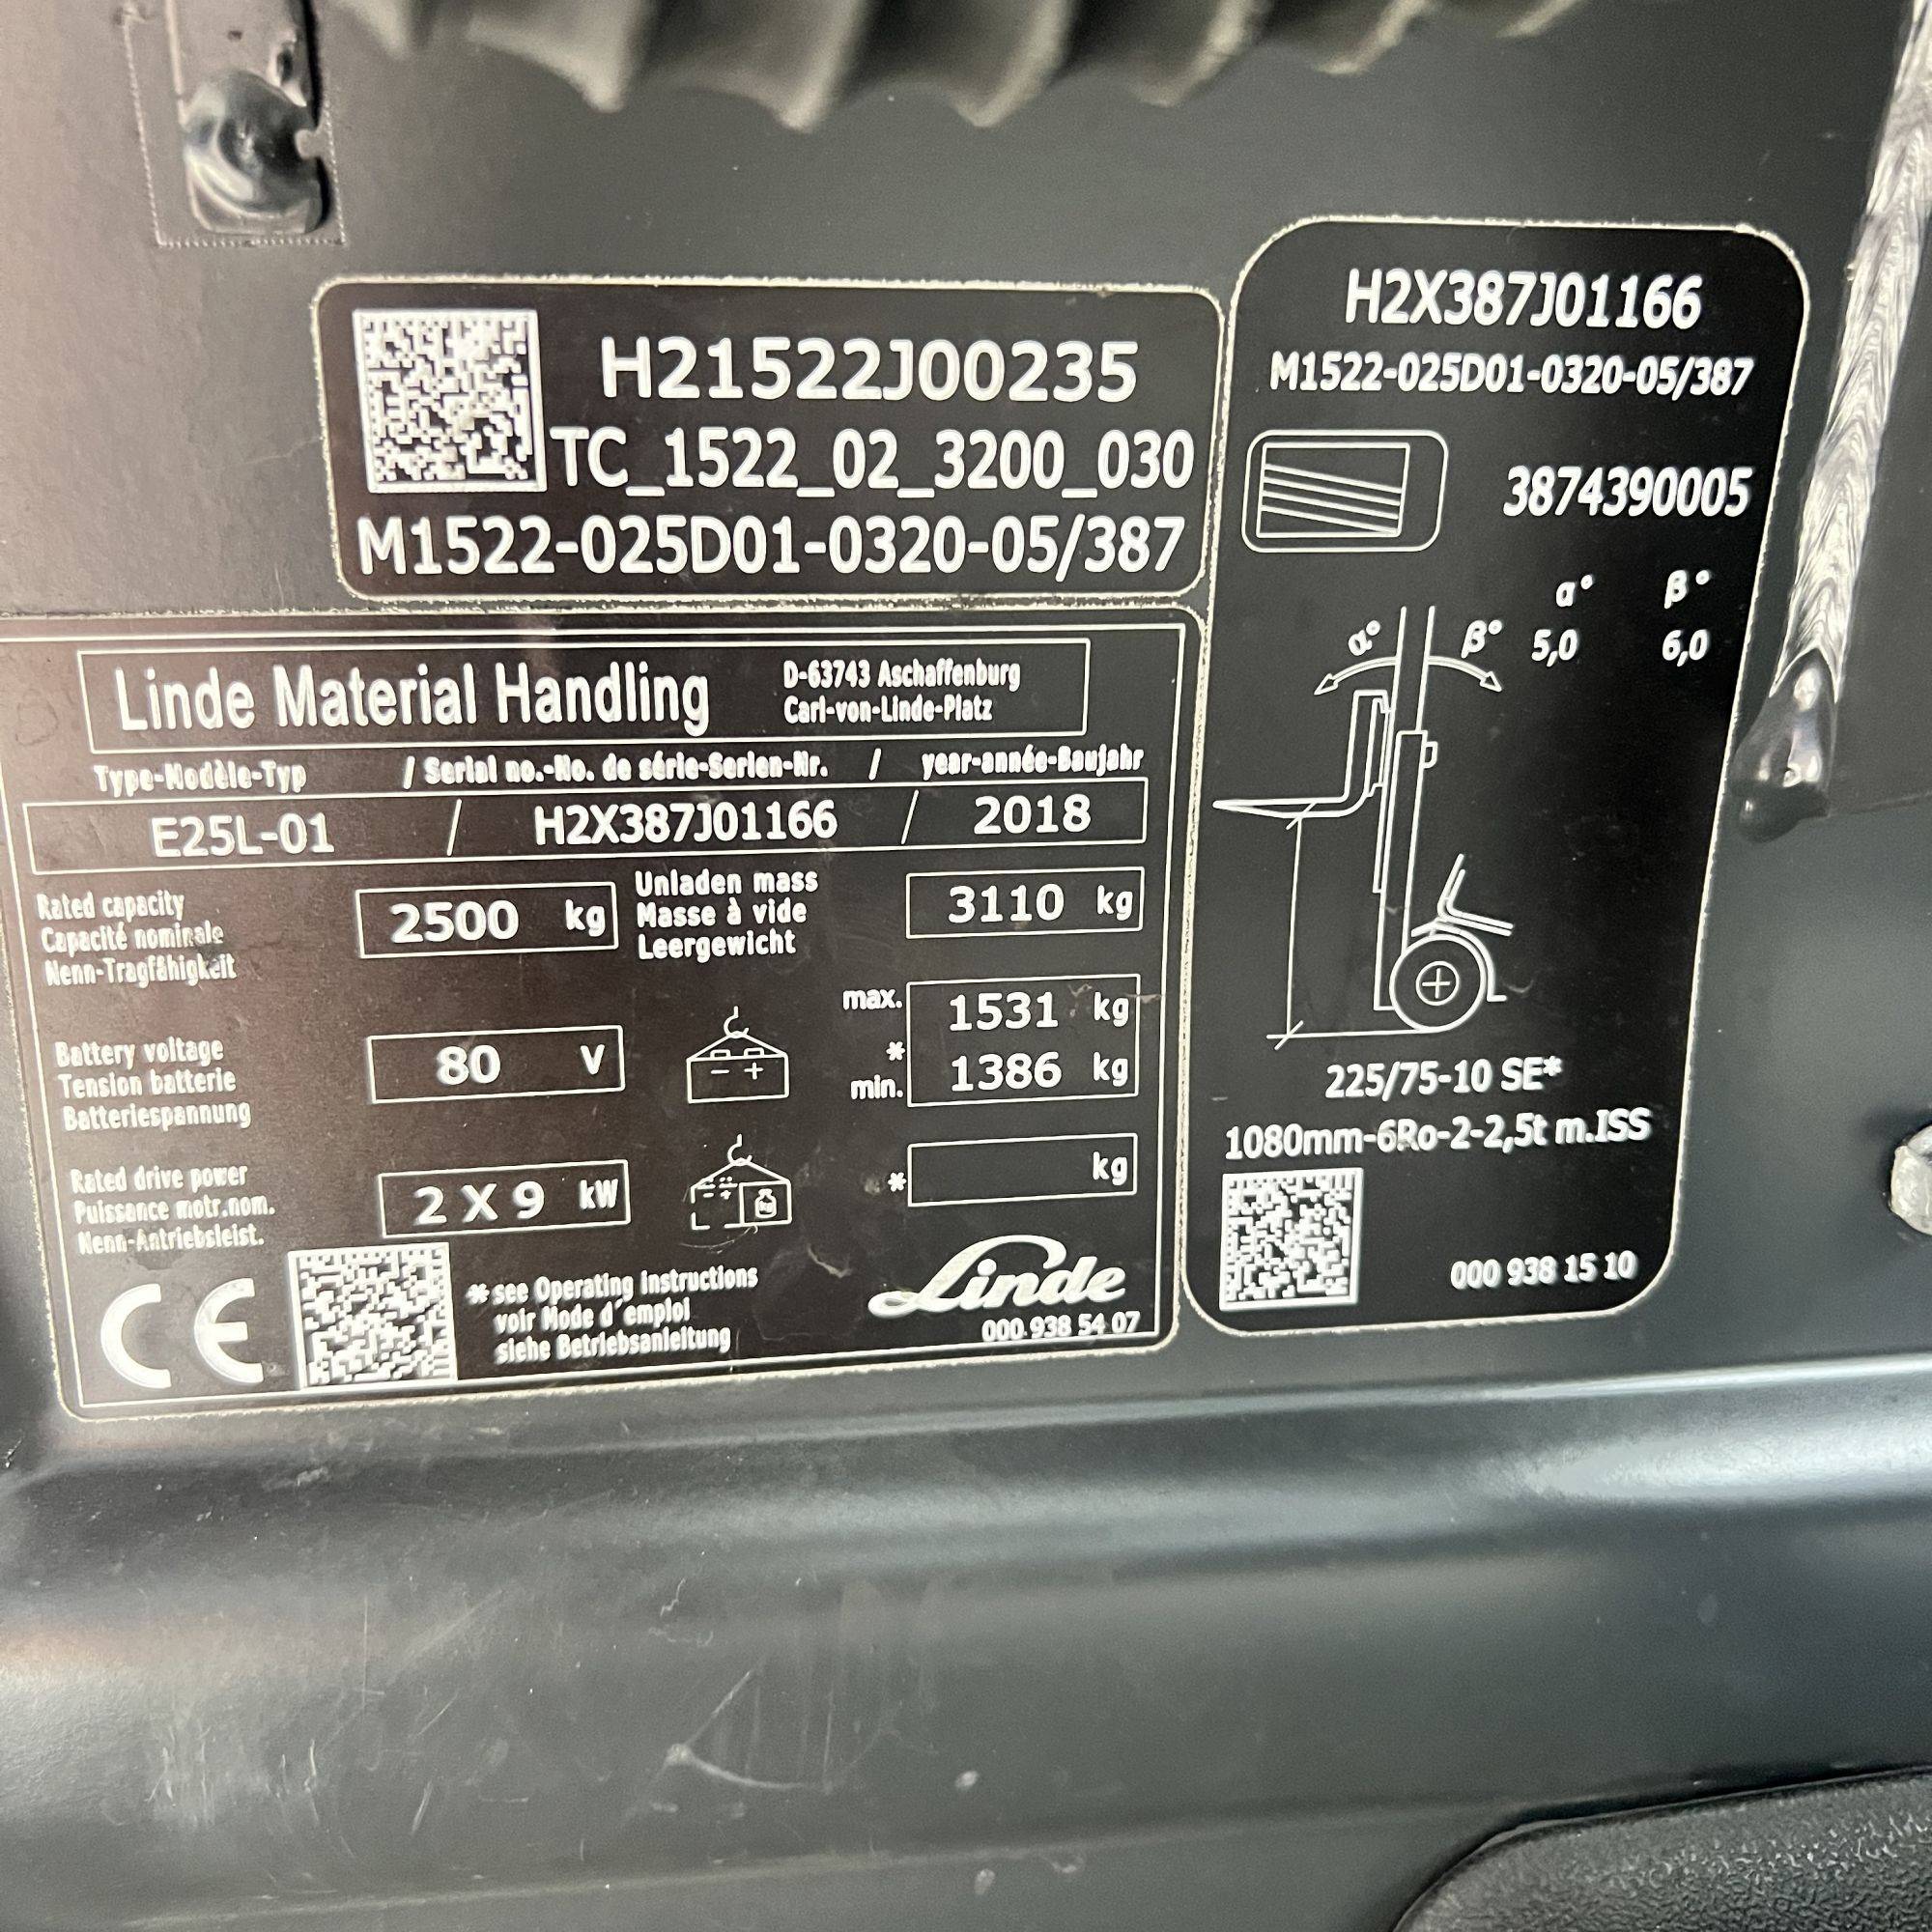 H21522J00235
TC_1522_02_3200_030
M1522-025D01-0320-05/387
Linde Material Handling
D-63743 Aschaffenburg
Carl-von-Linde-Platz
Type-Modèle-Typ / Serial no.-No. de série-Serien-Nr. / year-année-Baujahr
E25L-01 / H2X387J01166 / 2018
Rated capacity
Capacité nominale
Nenn-Tragfähigkeit
2500 kg
Unladen mass
Masse à vide
Leergewicht
3110 kg
Battery voltage
Tension batterie
Batteriespannung
80 V
- +
max. 1531 kg
*
min. 1386 kg
Rated drive power
Puissance motr.nom.
Nenn-Antriebsleist.
2 X 9 kW
- +
kg
* kg
CE
* see Operating instructions
voir Mode d'emploi
siehe Betriebsanleitung
Linde
000 938 54 07
H2X387J01166
M1522-025D01-0320-05/387
3874390005
α° β°
5,0 6,0
α° β°
225/75-10 SE*
1080mm-6Ro-2-2,5t m.ISS
000 938 15 10